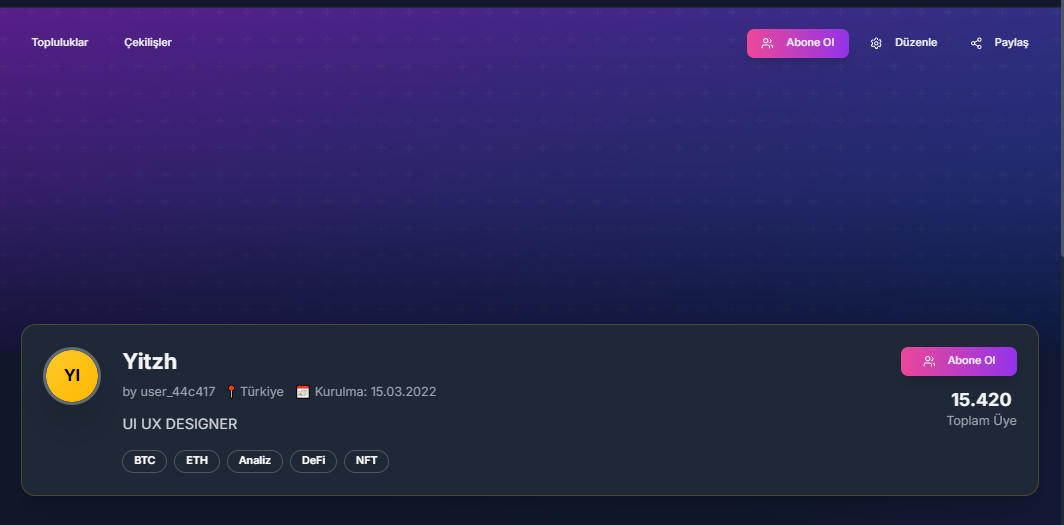 Topluluklar Çekilişler Abone Ol Düzenle Paylaş
YI
Yitzh
Abone Ol
by user_44c417 Türkiye Kurulma: 15.03.2022
15.420
Toplam Üye
UI UX DESIGNER
BTC ETH Analiz DeFi NFT